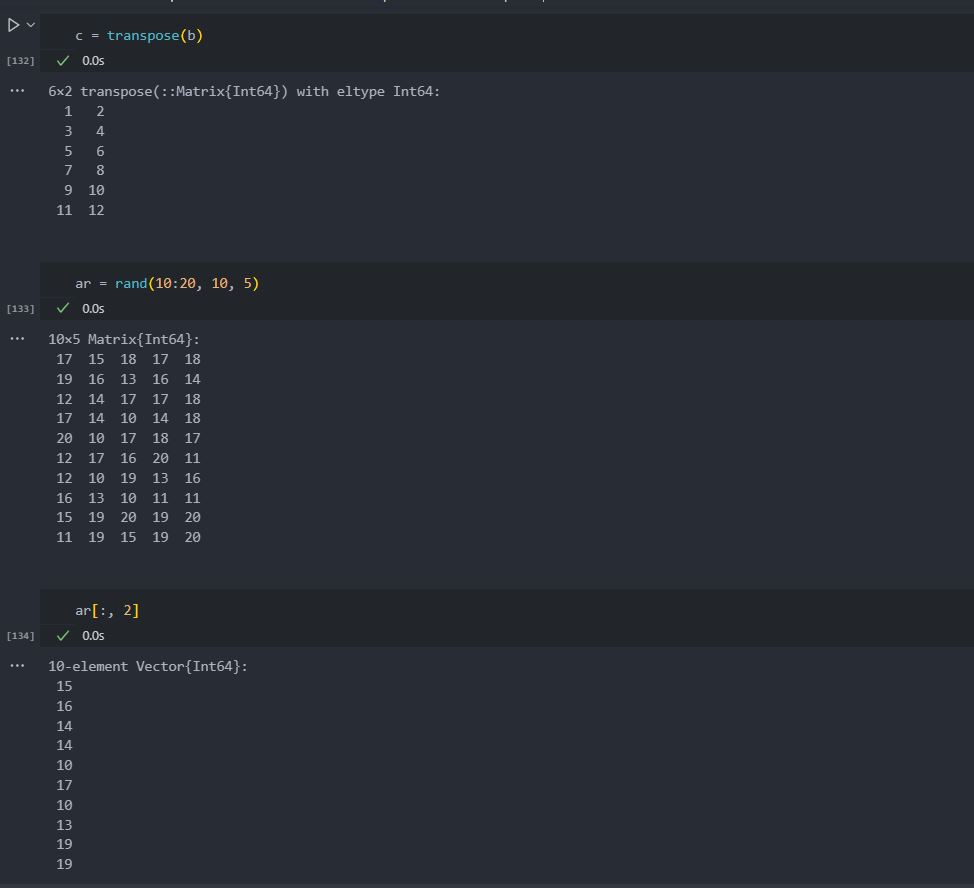 c = transpose(b)
[132] 0.0s
... 6×2 transpose(::Matrix{Int64}) with eltype Int64:
1 2
3 4
5 6
7 8
9 10
11 12
ar = rand(10:20, 10, 5)
[133] 0.0s
... 10×5 Matrix{Int64}:
17 15 18 17 18
19 16 13 16 14
12 14 17 17 18
17 14 10 14 18
20 10 17 18 17
12 17 16 20 11
12 10 19 13 16
16 13 10 11 11
15 19 20 19 20
11 19 15 19 20
ar[:, 2]
[134] 0.0s
... 10-element Vector{Int64}:
15
16
14
14
10
17
10
13
19
19